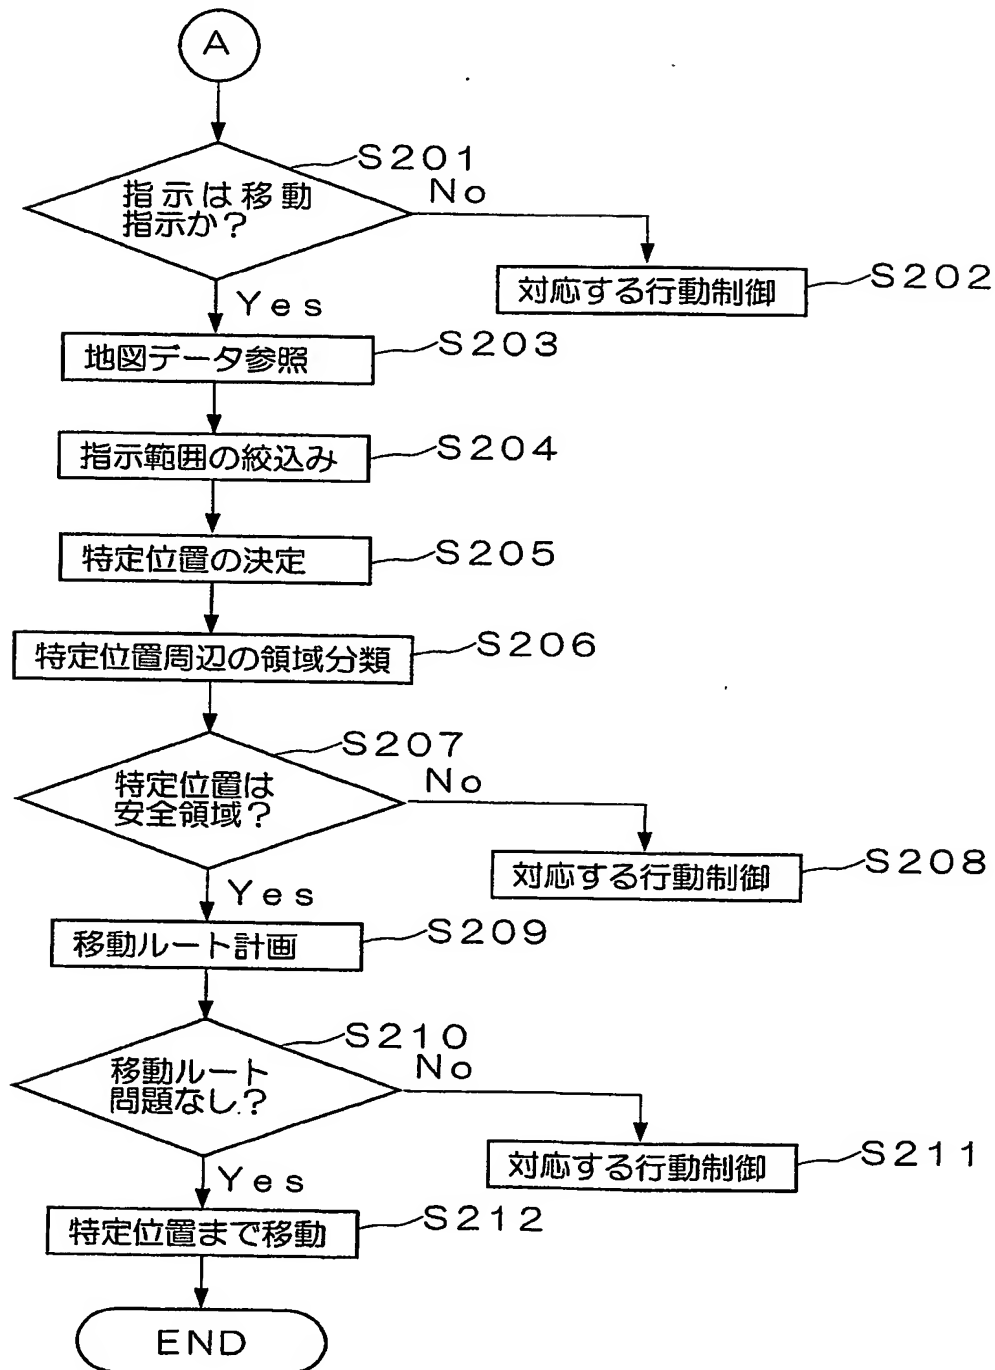 A
S201
指示は移動
指示か?
No
S202
対応する行動制御
Yes
S203
地図データ参照
S204
指示範囲の絞込み
S205
特定位置の決定
S206
特定位置周辺の領域分類
S207
特定位置は
安全領域?
No
S208
対応する行動制御
Yes
S209
移動ルート計画
S210
移動ルート
問題なし?
No
S211
対応する行動制御
Yes
S212
特定位置まで移動
END